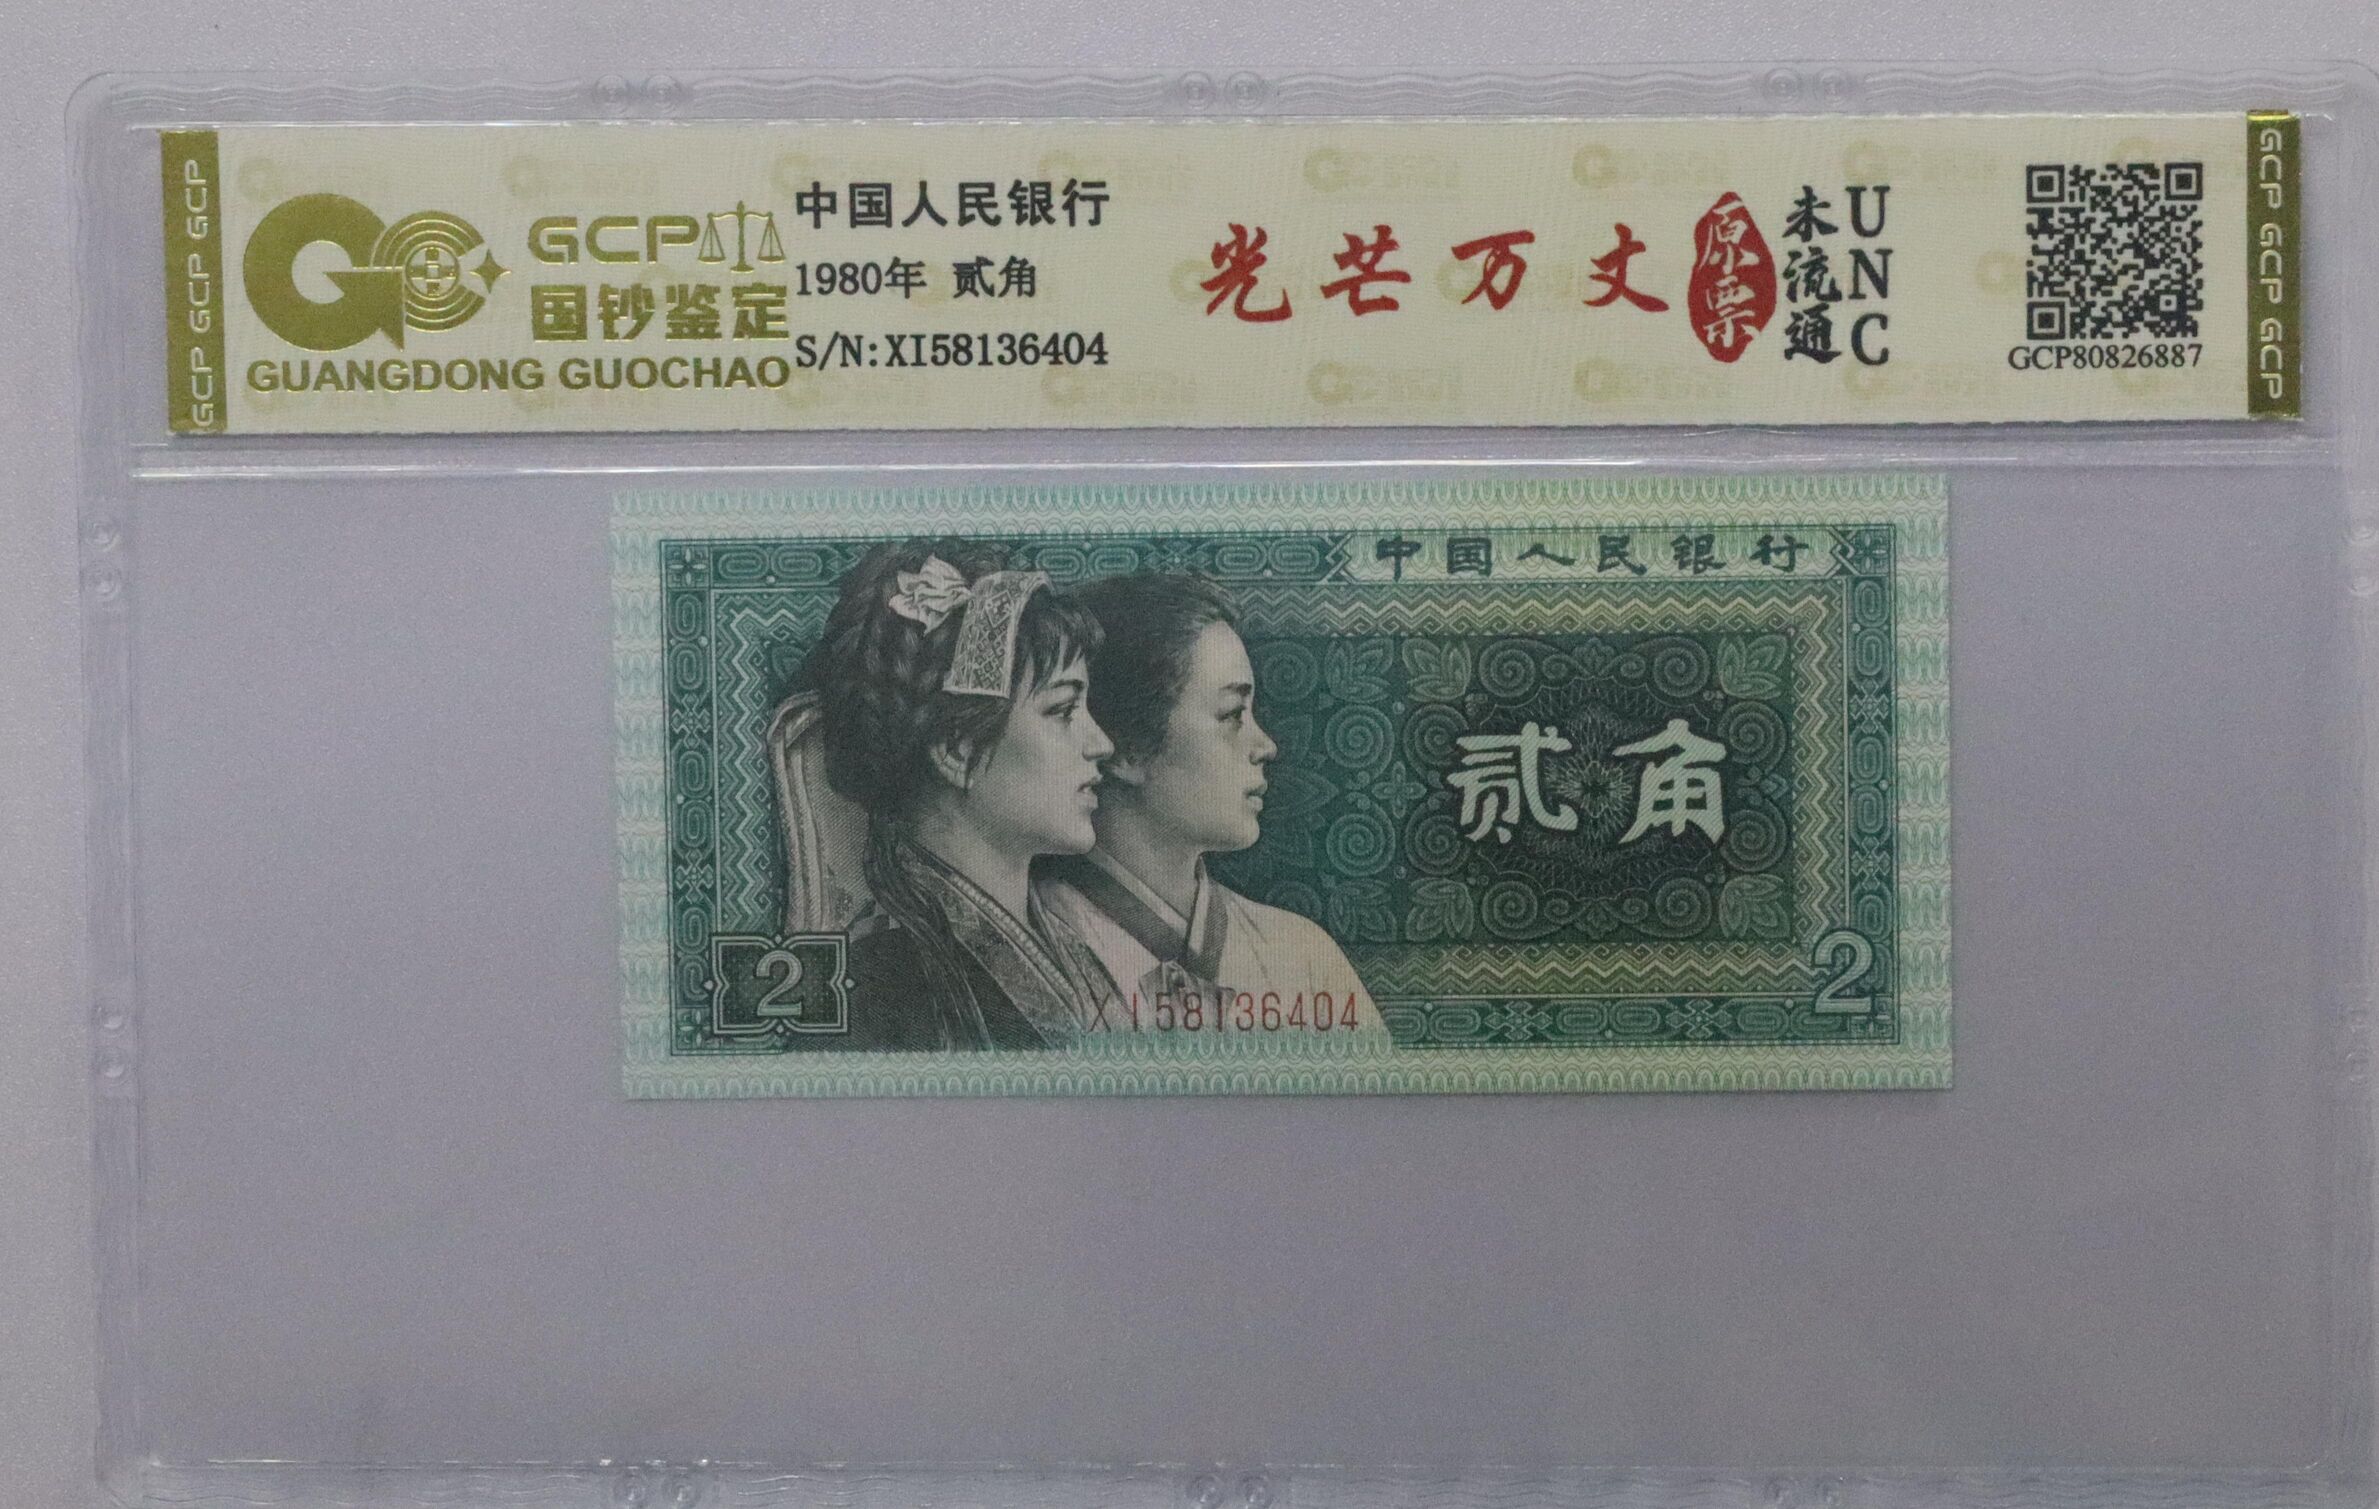 GCP GCP GCP
GCP
国钞鉴定
GUANGDONG GUOCHAO
中国人民银行
1980年 贰角
S/N:XI58136404
光芒万丈
原票
未流通
UNC
GCP80826887
GCP GCP GCP
中国人民银行
贰角
2
XI58136404
2